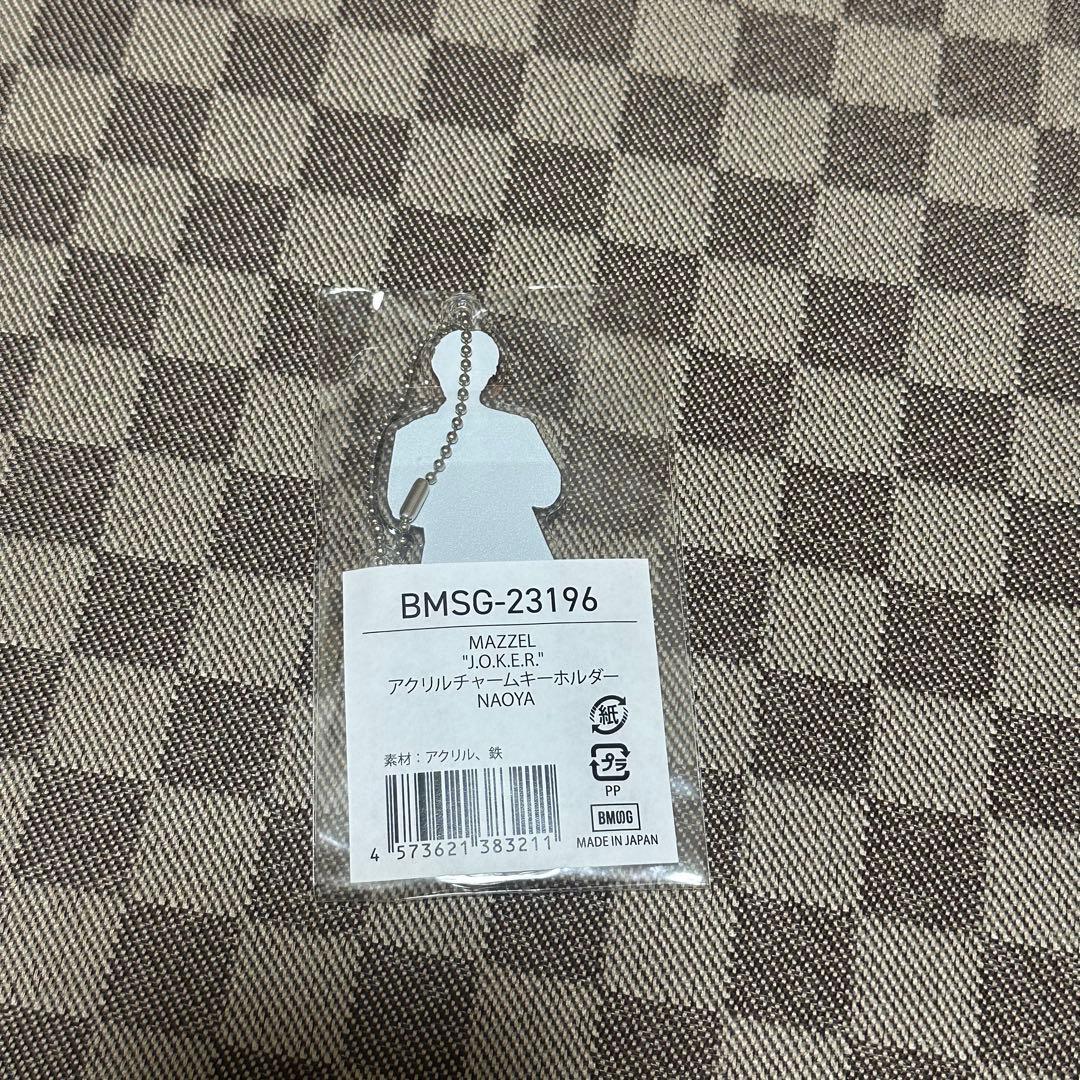 BMSG-23196
MAZZEL
"J.O.K.E.R."
アクリルチャームキーホルダー
NAOYA
紙
素材：アクリル、鉄
プラ
PP
BMSG
MADE IN JAPAN
4 573621 383211